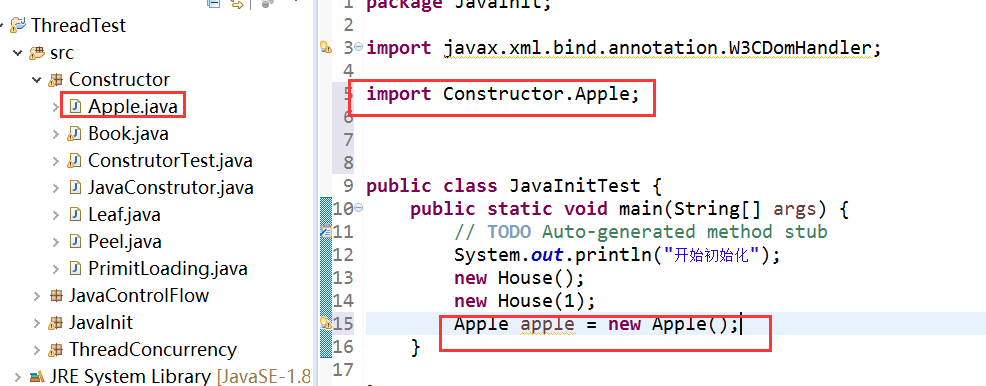 ThreadTest
src
Constructor
Apple.java
Book.java
ConstrutorTest.java
JavaConstrutor.java
Leaf.java
Peel.java
PrimitLoading.java
JavaControlFlow
JavaInit
ThreadConcurrency
JRE System Library [JavaSE-1.8
1 package JavaInit;
3 import javax.xml.bind.annotation.W3CDomHandler;
4
5 import Constructor.Apple;
6
7
8
9 public class JavaInitTest {
10 public static void main(String[] args) {
11 // TODO Auto-generated method stub
12 System.out.println("开始初始化");
13 new House();
14 new House(1);
15 Apple apple = new Apple();
16 }
17